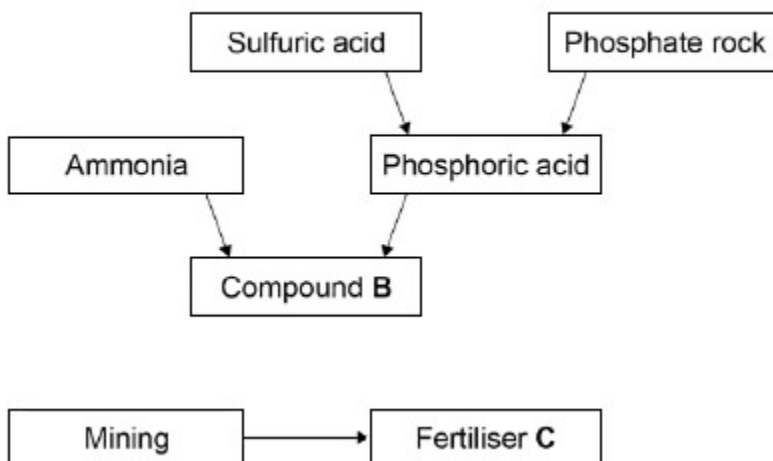 Sulfuric acid
Phosphate rock
Ammonia
Phosphoric acid
Compound B
Mining
Fertiliser C